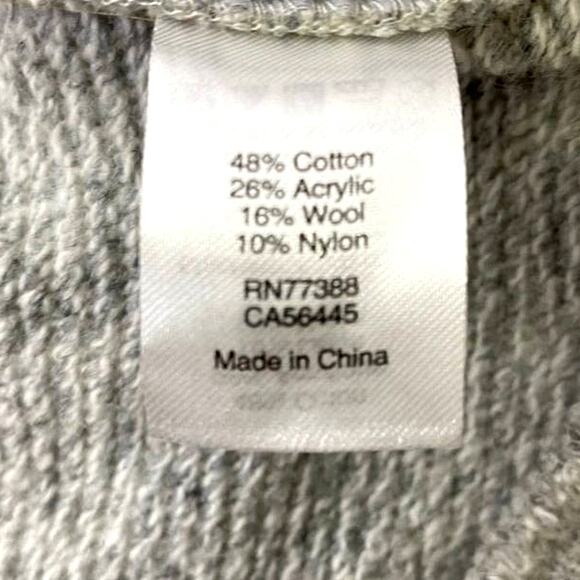 48% Cotton
26% Acrylic
16% Wool
10% Nylon
RN77388
CA56445
Made in China